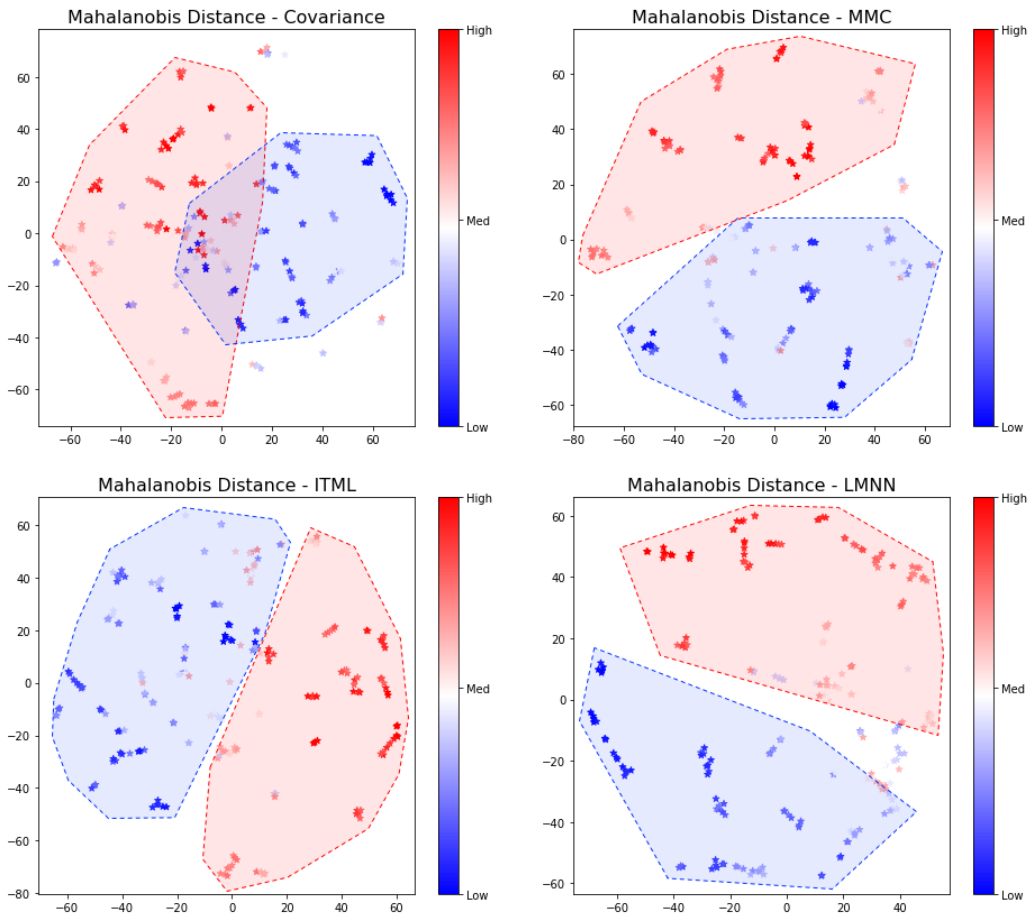 Mahalanobis Distance - Covariance
High
60
40
20
0
−20
−40
−60
Med
Low
−60 −40 −20 0 20 40 60
Mahalanobis Distance - MMC
High
60
40
20
0
−20
−40
−60
Med
Low
−80 −60 −40 −20 0 20 40 60
Mahalanobis Distance - ITML
High
60
40
20
0
−20
−40
−60
−80
Med
Low
−60 −40 −20 0 20 40 60
Mahalanobis Distance - LMNN
High
60
40
20
0
−20
−40
−60
Med
Low
−60 −40 −20 0 20 40